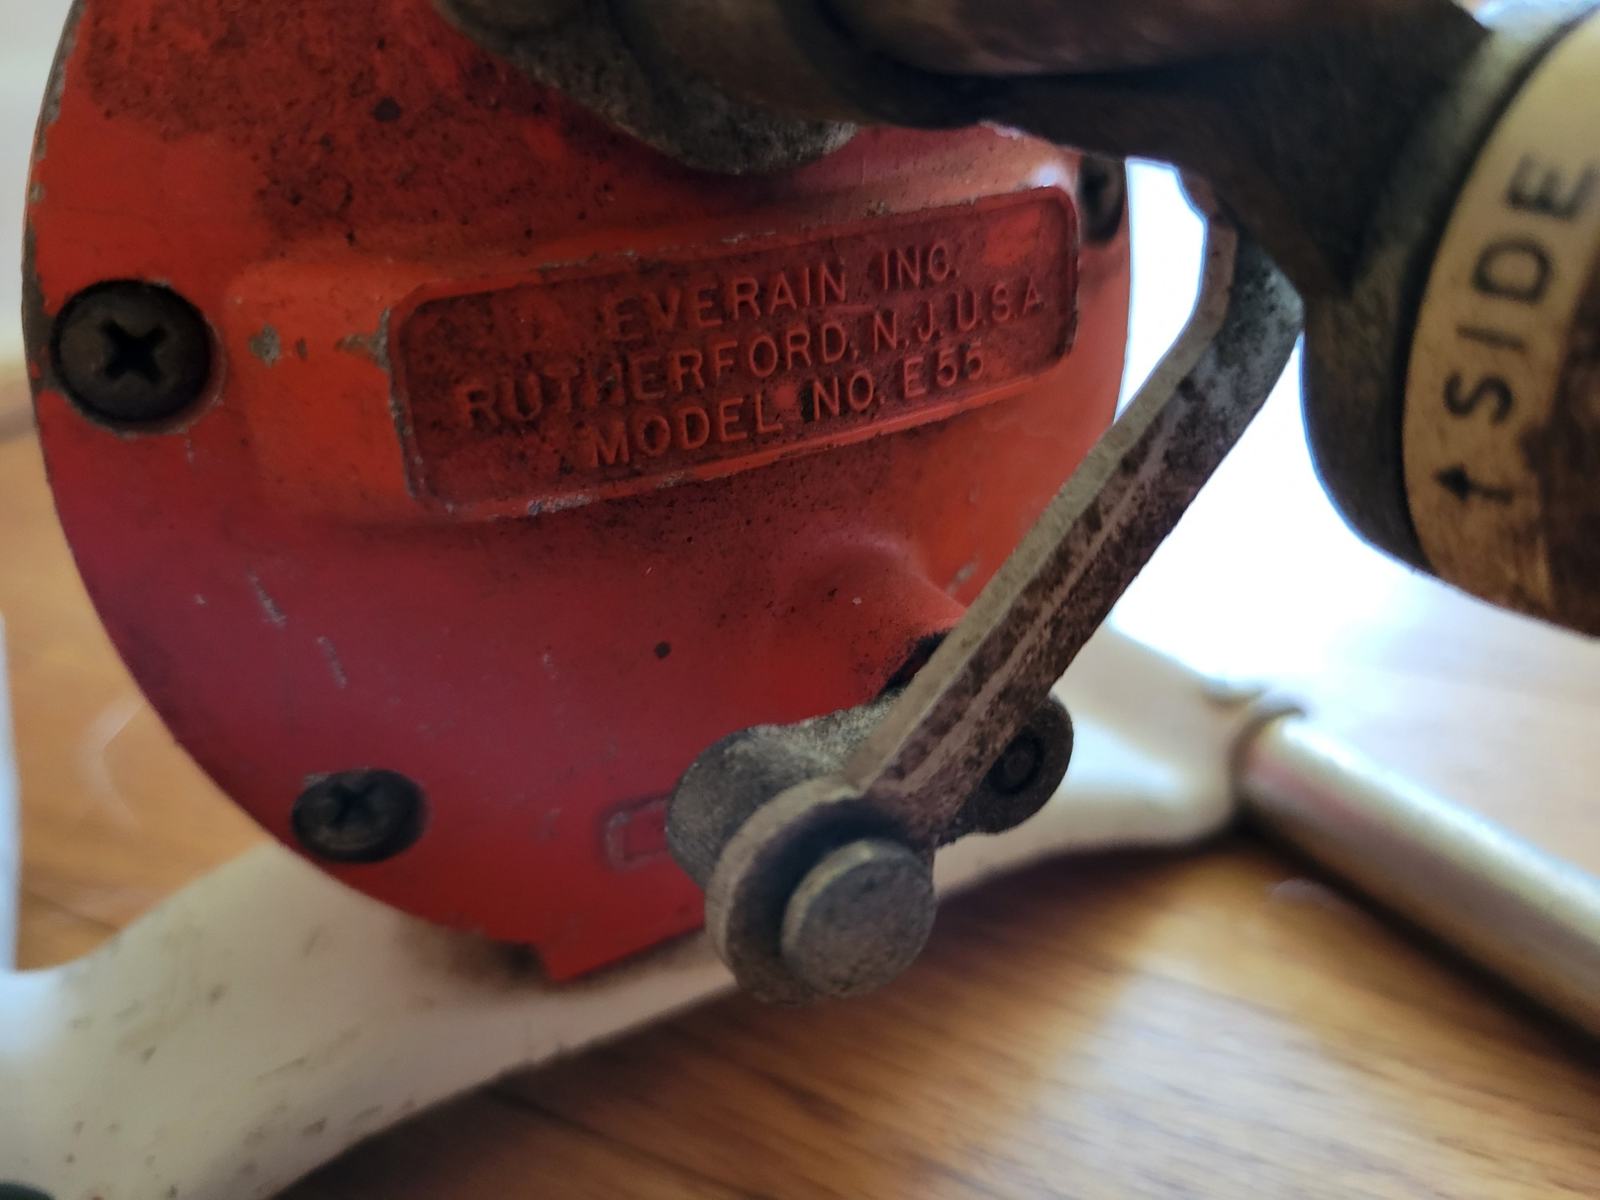 EVERAIN INC.
RUTHERFORD, N.J. U.S.A
MODEL NO. E55
SIDE